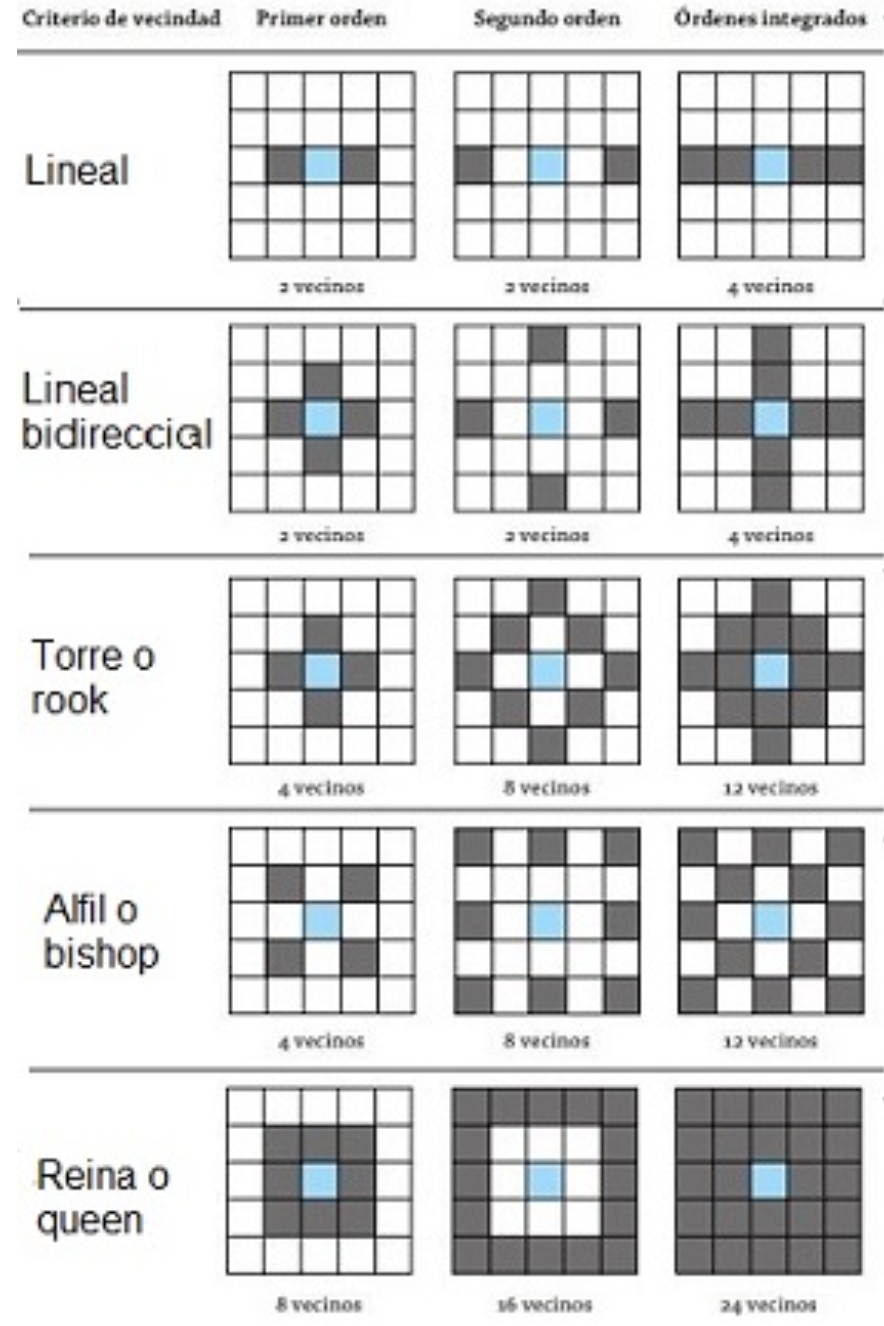 Criterio de vecindad Primer orden Segundo orden Órdenes integrados
Lineal
2 vecinos 2 vecinos 4 vecinos
Lineal
bidireccial
2 vecinos 2 vecinos 4 vecinos
Torre o
rook
4 vecinos 8 vecinos 12 vecinos
Alfil o
bishop
4 vecinos 8 vecinos 12 vecinos
Reina o
queen
8 vecinos 16 vecinos 24 vecinos